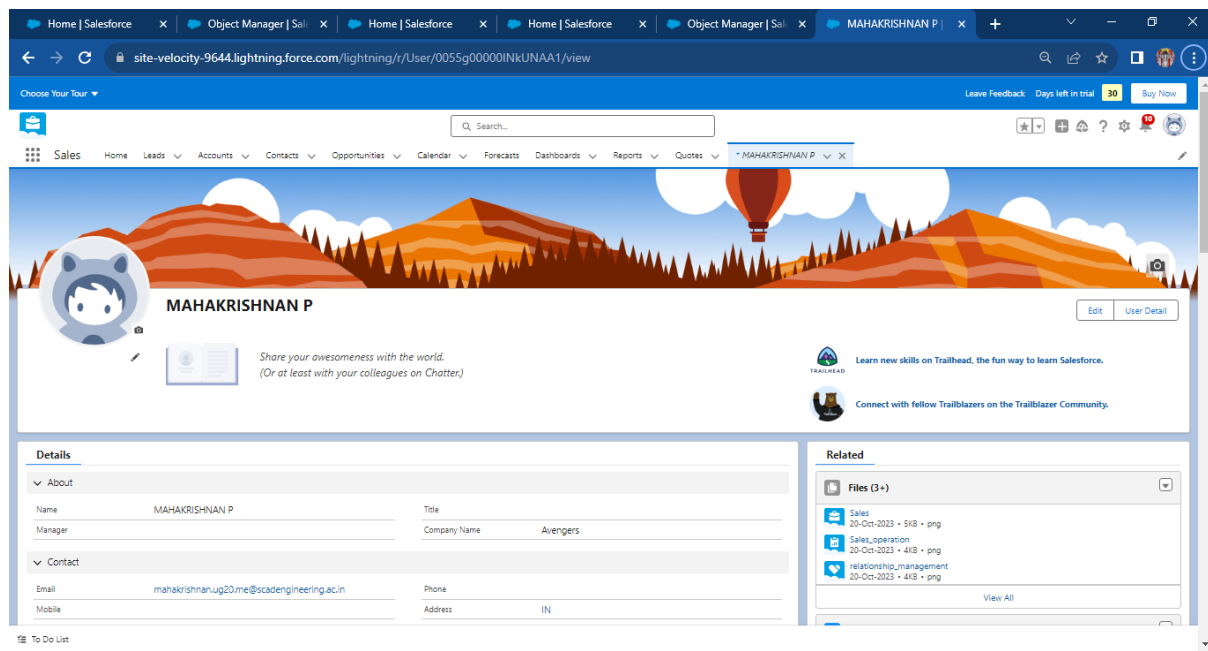 Home | Salesforce
Object Manager | Sal
Home | Salesforce
Home | Salesforce
Object Manager | Sal
MAHAKRISHNAN P |
site-velocity-9644.lightning.force.com/lightning/r/User/0055g00000INkUNAA1/view
Choose Your Tour
Leave Feedback Days left in trial 30 Buy Now
Search...
10
Sales Home Leads Accounts Contacts Opportunities Calendar Forecasts Dashboards Reports Quotes * MAHAKRISHNAN P
MAHAKRISHNAN P
Edit User Detail
Share your awesomeness with the world.
(Or at least with your colleagues on Chatter.)
TRAILHEAD
Learn new skills on Trailhead, the fun way to learn Salesforce.
Connect with fellow Trailblazers on the Trailblazer Community.
Details
About
Name MAHAKRISHNAN P Title
Manager Company Name Avengers
Contact
Email mahakrishnan.ug20.me@scadengineering.ac.in Phone
Mobile Address IN
Related
Files (3+)
Sales
20-Oct-2023 • 5KB • png
Sales_operation
20-Oct-2023 • 4KB • png
relationship_management
20-Oct-2023 • 4KB • png
View All
To Do List